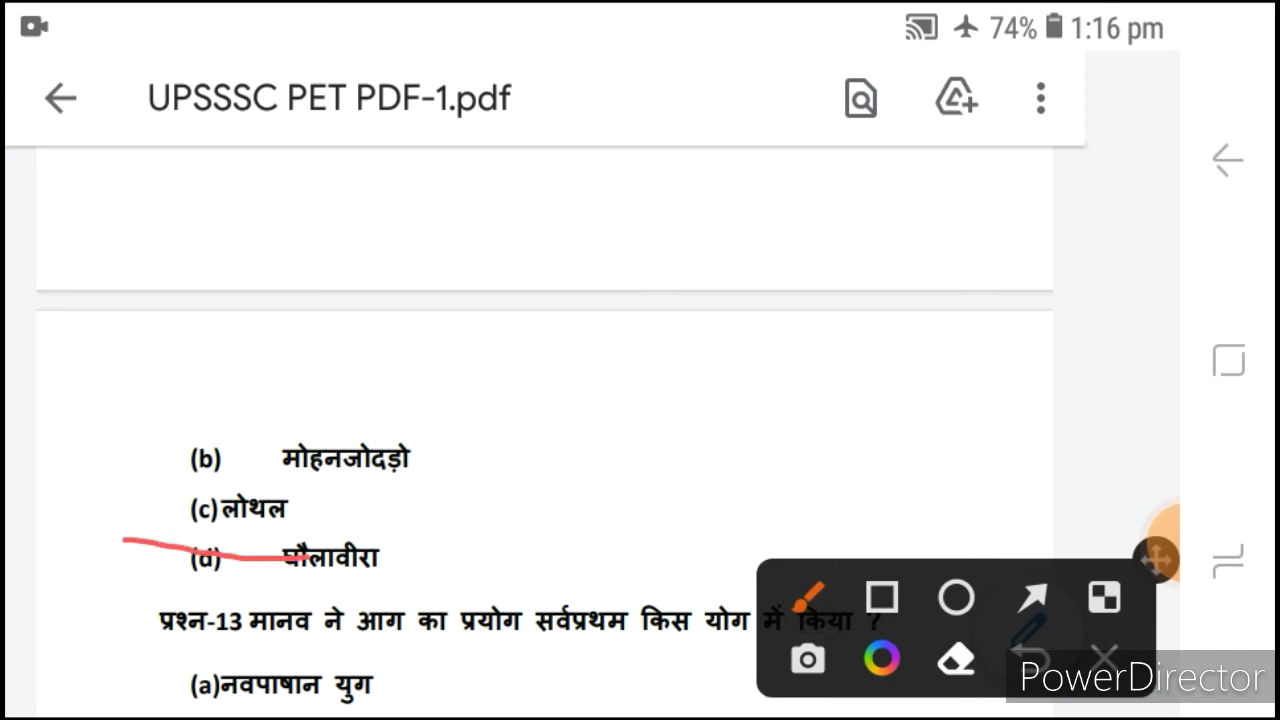 74% 1:16 pm
UPSSSC PET PDF-1.pdf
(b) मोहनजोदड़ो
(c)लोथल
(d) घौलावीरा
प्रश्न-13 मानव ने आग का प्रयोग सर्वप्रथम किस योग में किया ?
(a)नवपाषान युग
PowerDirector